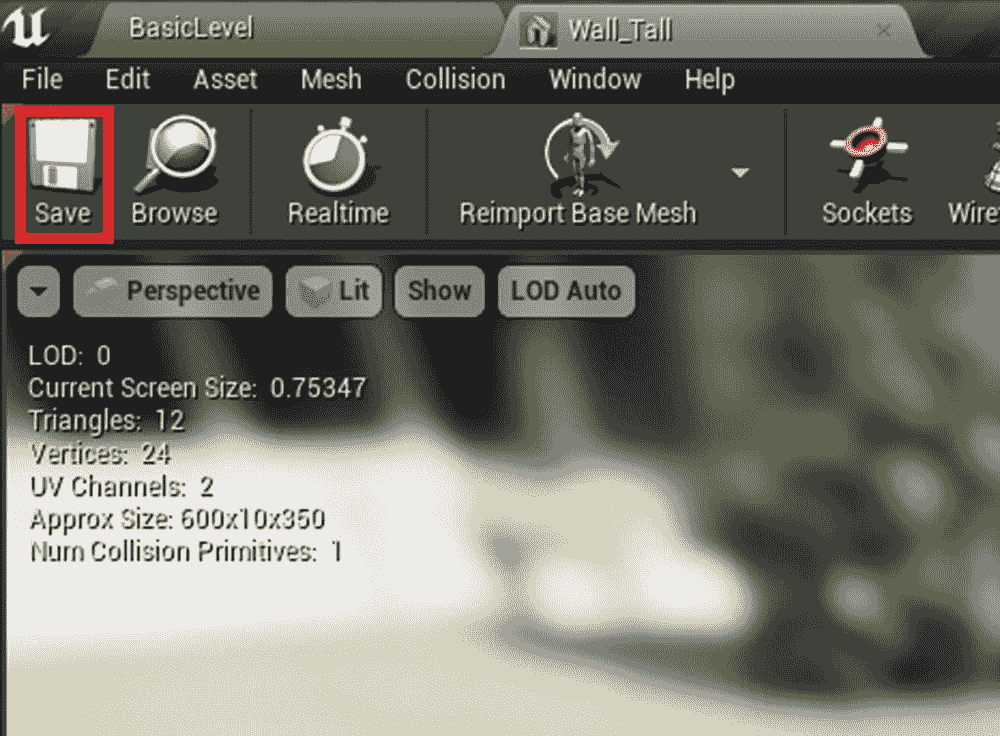 BasicLevel Wall_Tall
File Edit Asset Mesh Collision Window Help
Save Browse Realtime Reimport Base Mesh Sockets
Perspective Lit Show LOD Auto
LOD: 0
Current Screen Size: 0.75347
Triangles: 12
Vertices: 24
UV Channels: 2
Approx Size: 600x10x350
Num Collision Primitives: 1